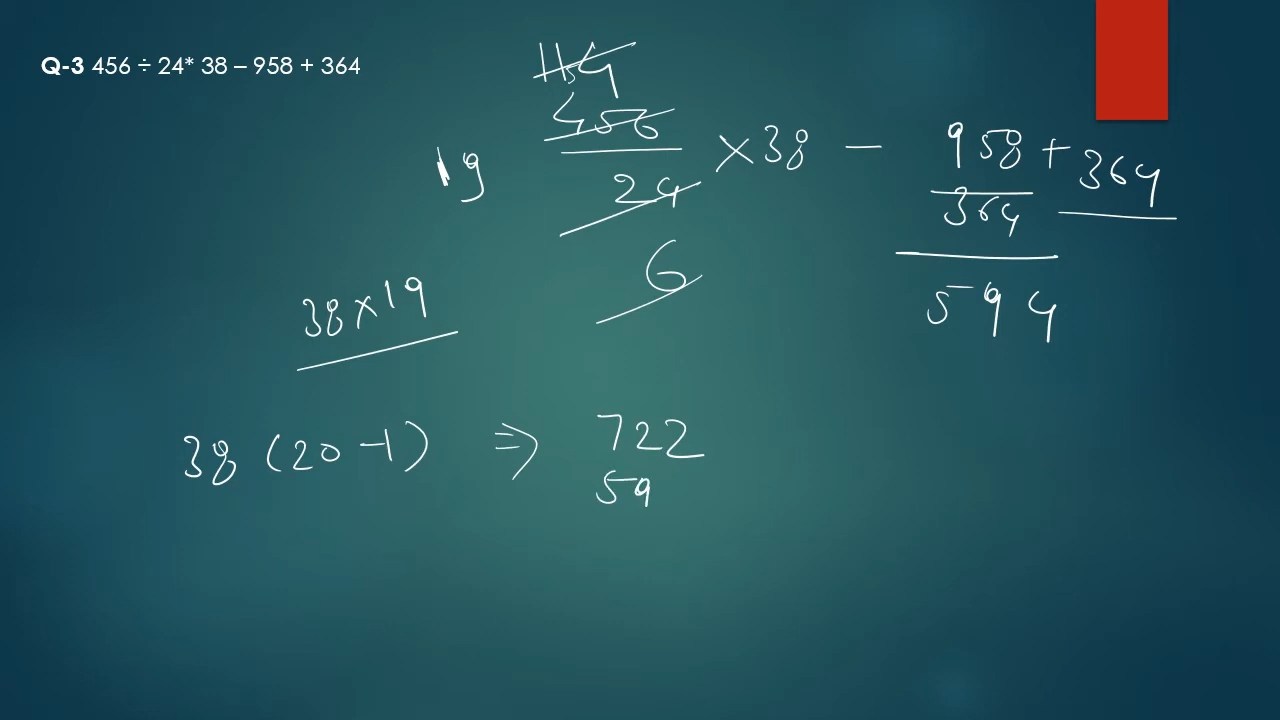 Q-3 456 ÷ 24* 38 – 958 + 364
114
456
19
24
× 38 – 958 + 364
364
6
594
38 × 19
38 (20 – 1) ⇒ 722
59